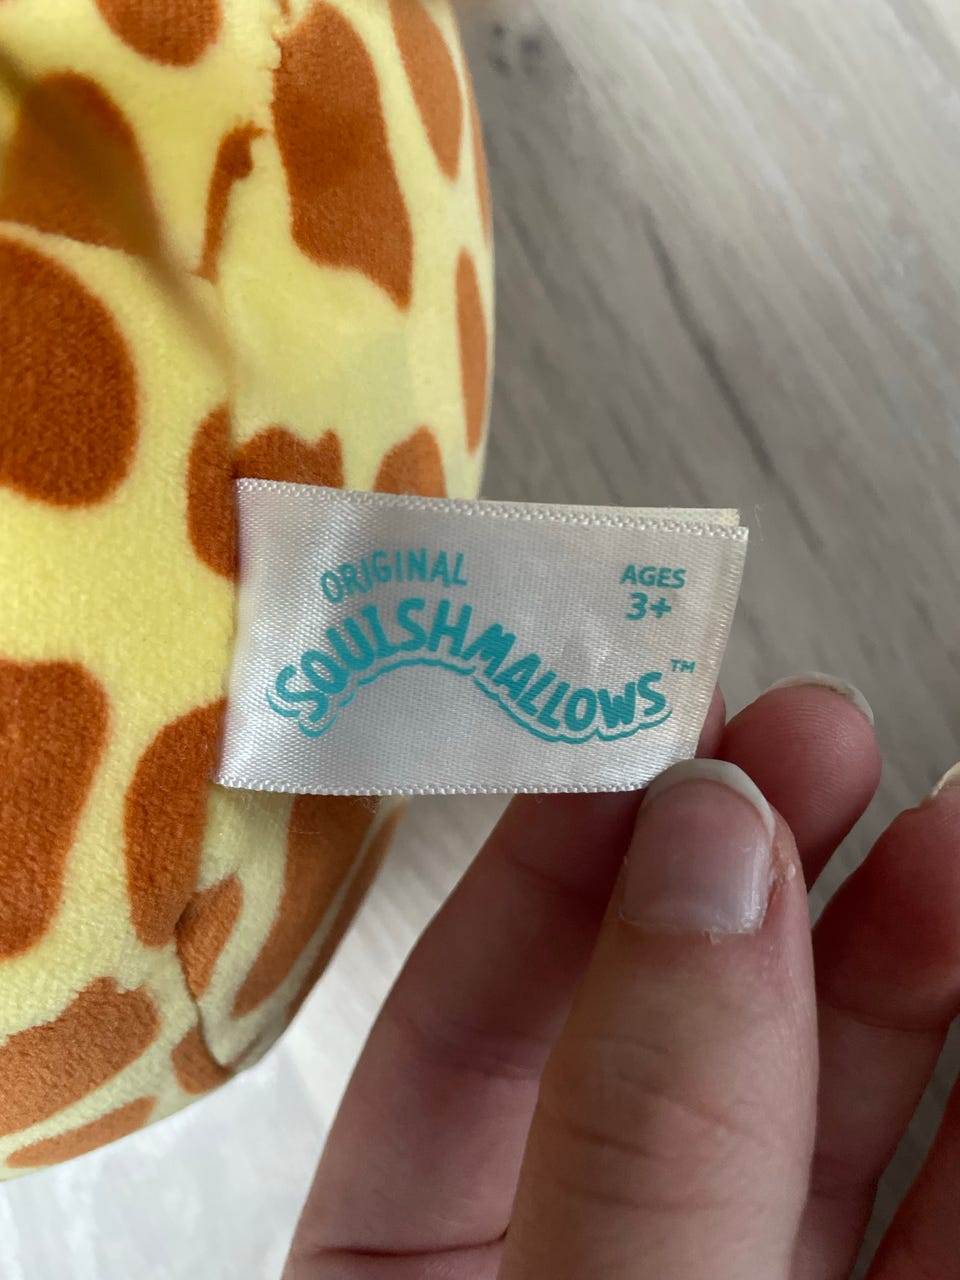 ORIGINAL
SQUISHMALLOWS™
AGES
3+